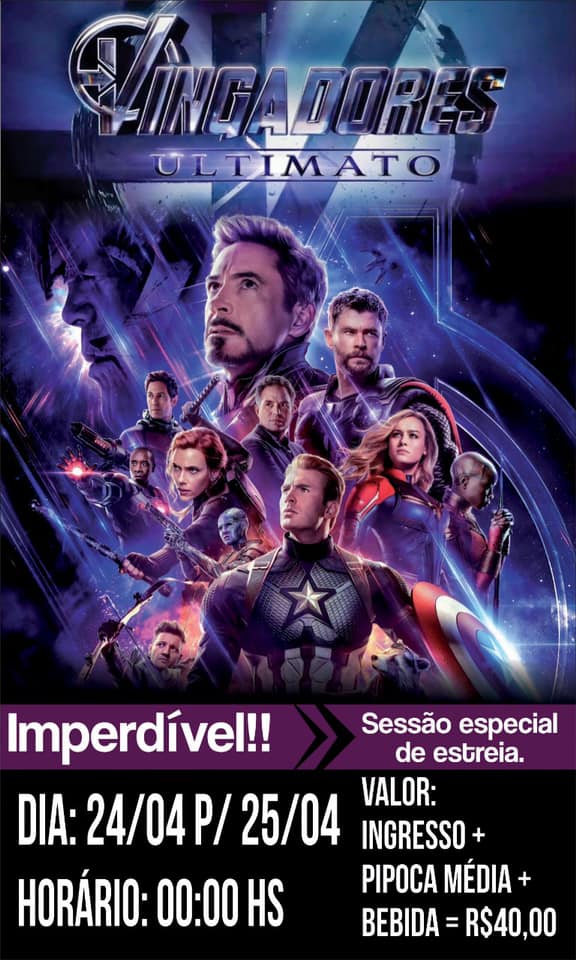 VINGADORES
ULTIMATO
Imperdível!!
Sessão especial
de estreia.
DIA: 24/04 P/ 25/04
HORÁRIO: 00:00 HS
VALOR:
INGRESSO +
PIPOCA MÉDIA +
BEBIDA = R$40,00